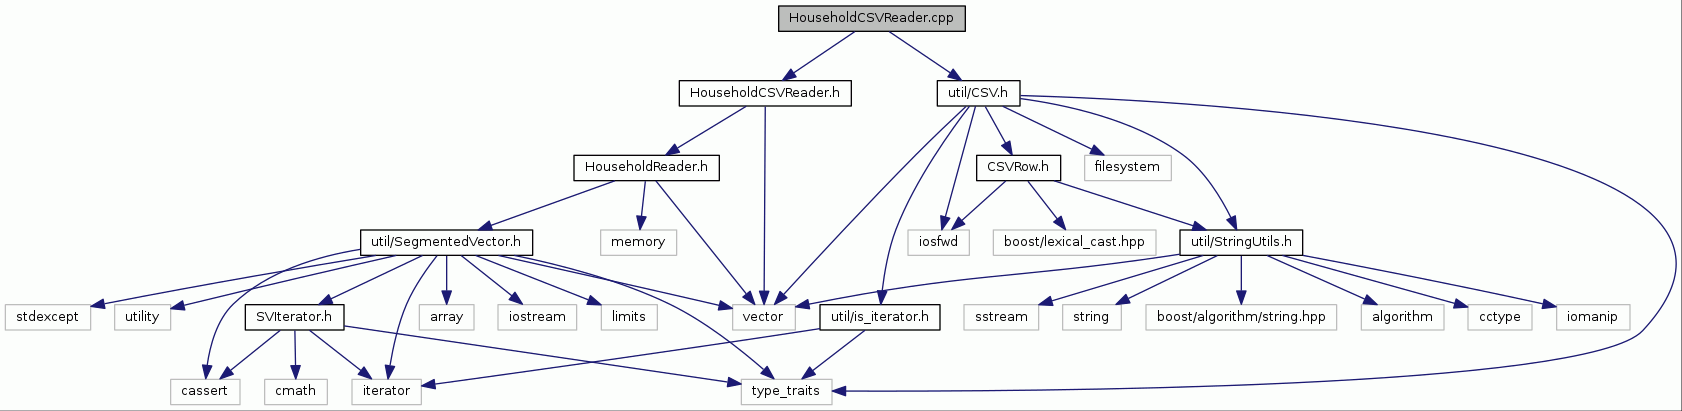 HouseholdCSVReader.cpp
HouseholdCSVReader.h
util/CSV.h
HouseholdReader.h
CSVRow.h
filesystem
util/SegmentedVector.h
memory
iosfwd
boost/lexical_cast.hpp
util/StringUtils.h
stdexcept
utility
SVIterator.h
array
iostream
limits
vector
util/is_iterator.h
sstream
string
boost/algorithm/string.hpp
algorithm
cctype
iomanip
cassert
cmath
iterator
type_traits